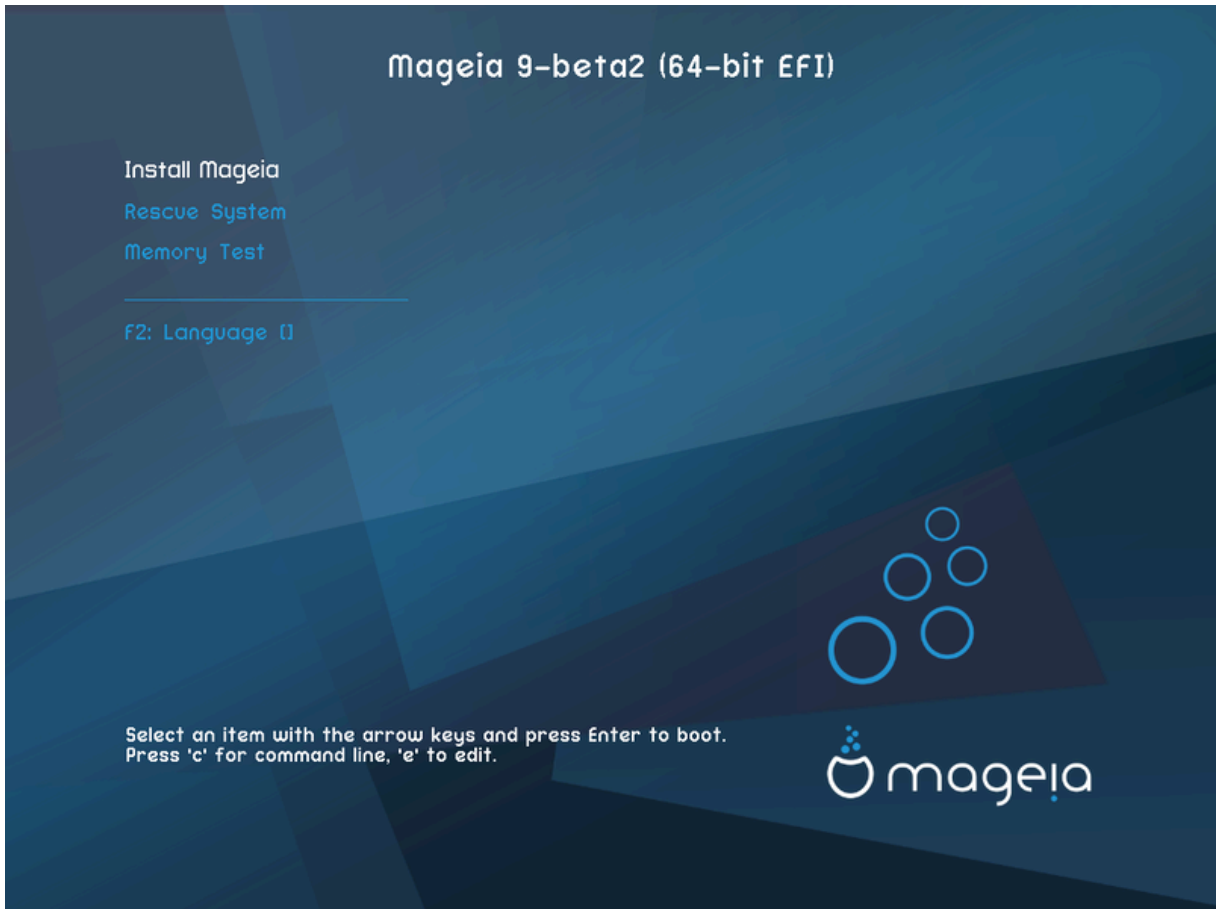 Mageia 9-beta2 (64-bit EFI)
Install Mageia
Rescue System
Memory Test
F2: Language []
Select an item with the arrow keys and press Enter to boot.
Press 'c' for command line, 'e' to edit.
mageia